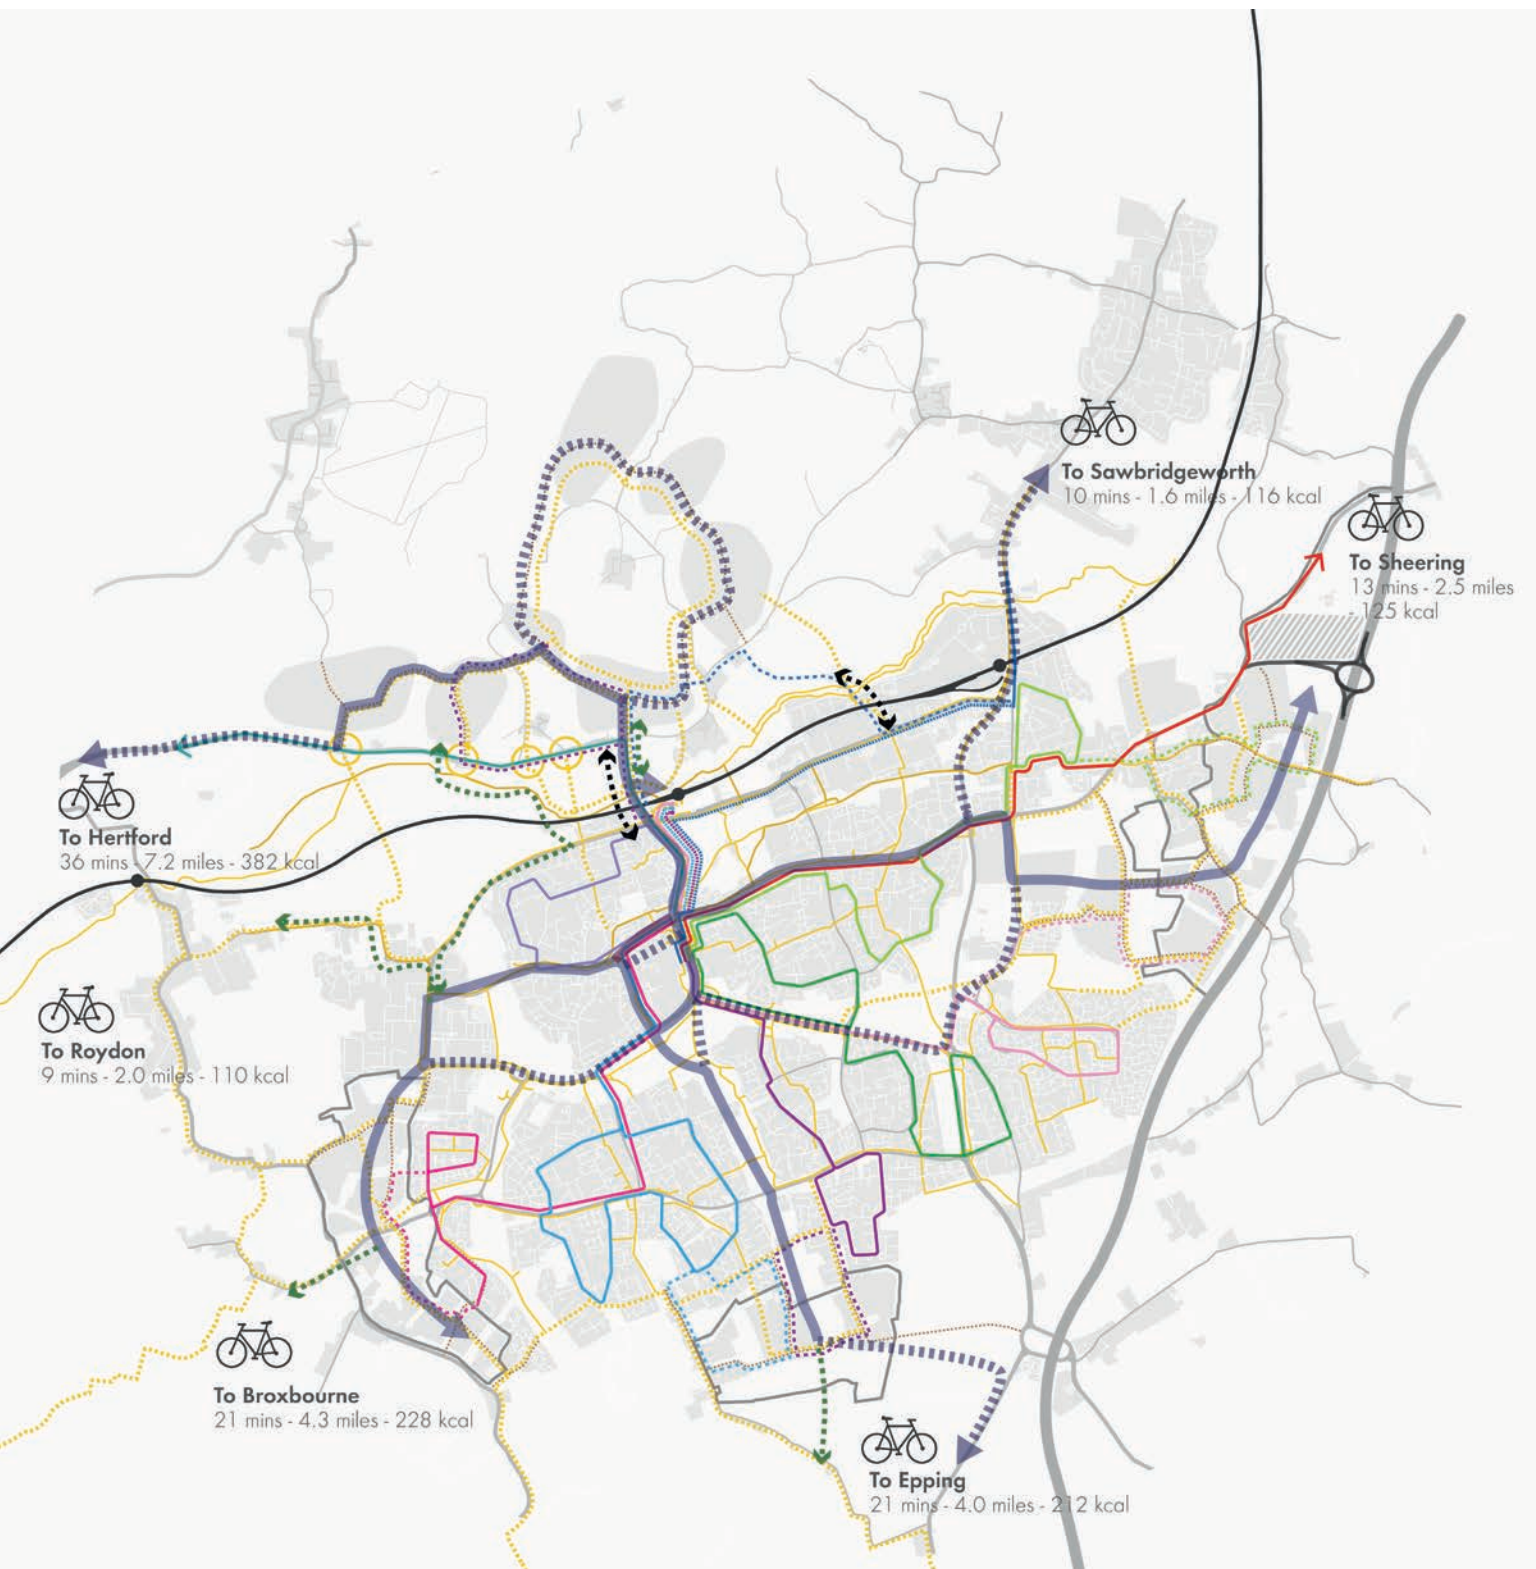 To Sawbridgeworth
10 mins - 1.6 miles - 116 kcal
To Sheering
13 mins - 2.5 miles
- 125 kcal
To Hertford
36 mins - 7.2 miles - 382 kcal
To Roydon
9 mins - 2.0 miles - 110 kcal
To Broxbourne
21 mins - 4.3 miles - 228 kcal
To Epping
21 mins - 4.0 miles - 212 kcal